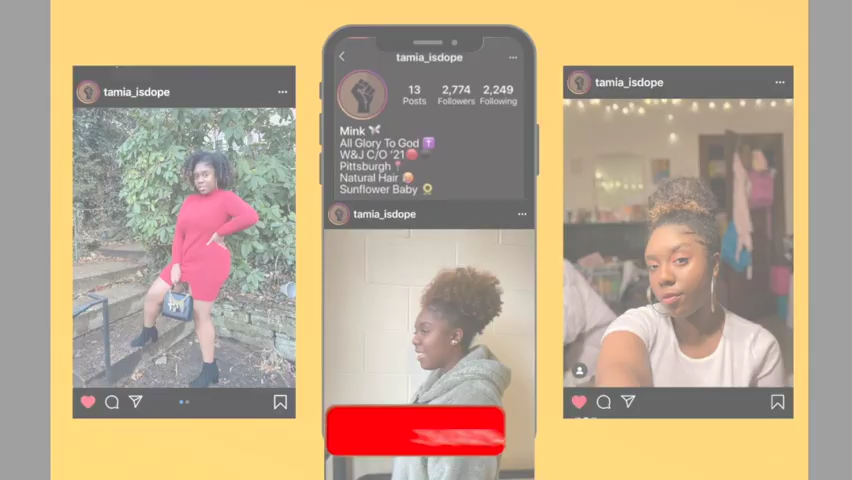 tamia_isdope
tamia_isdope
13
Posts
2,774
Followers
2,249
Following
Mink
All Glory To God
W&J C/O '21
Pittsburgh
Natural Hair
Sunflower Baby
tamia_isdope
tamia_isdope